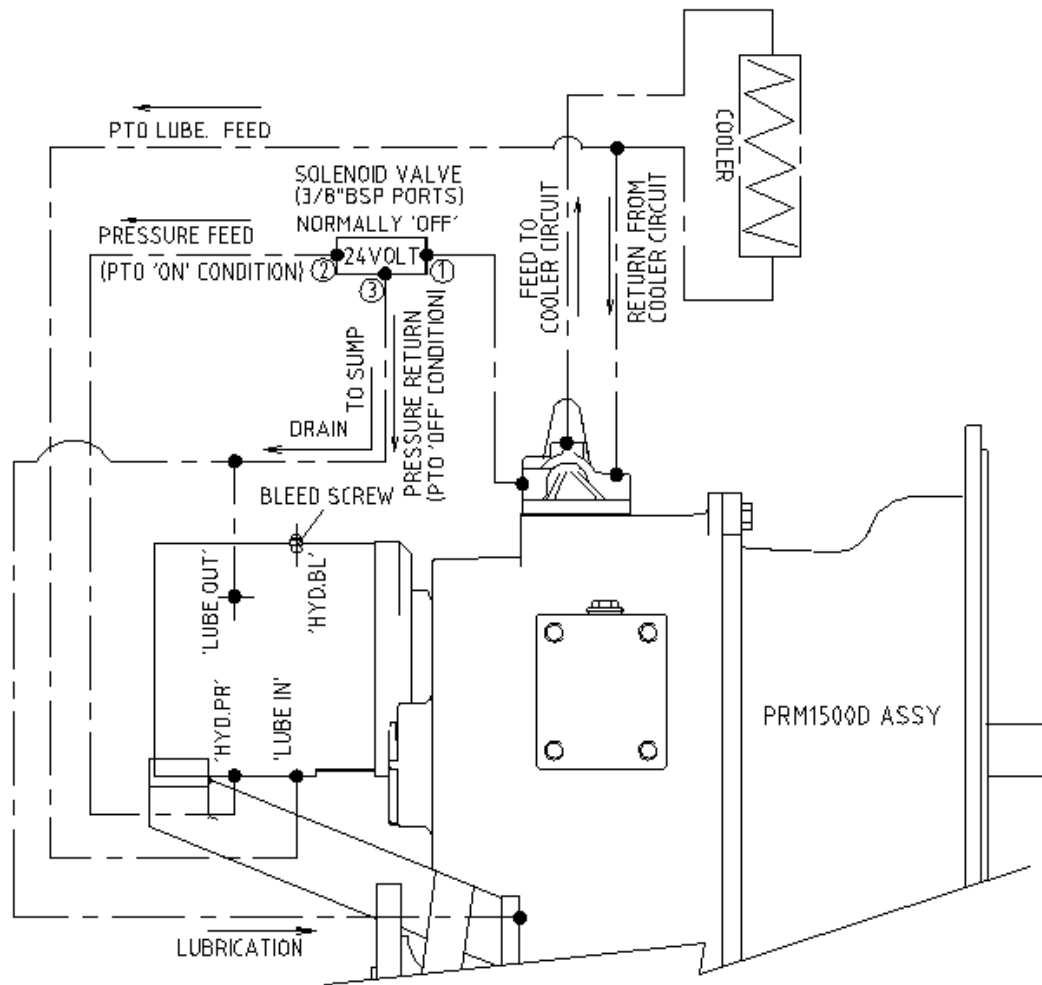 PTO LUBE. FEED
SOLENOID VALVE
(3/8"BSP PORTS)
NORMALLY 'OFF'
PRESSURE FEED
(PTO 'ON' CONDITION)
2
24VOLT
1
3
COOLER
FEED TO
COOLER CIRCUIT
RETURN FROM
COOLER CIRCUIT
TO SUMP
PRESSURE RETURN
(PTO 'OFF' CONDITION)
DRAIN
BLEED SCREW
'LUBE OUT'
'HYD.BL'
'HYD.PR'
'LUBE IN'
PRM1500D ASSY
LUBRICATION